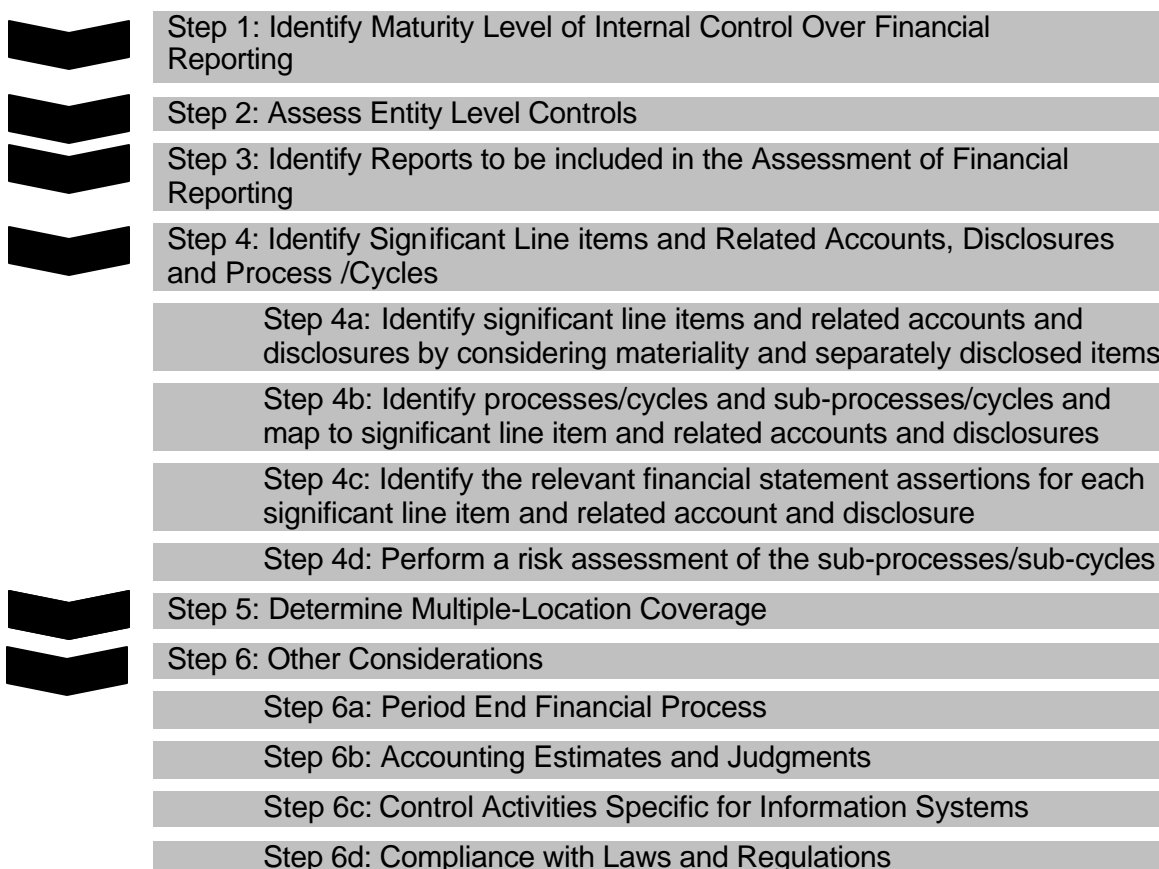 Step 1: Identify Maturity Level of Internal Control Over Financial
Reporting
Step 2: Assess Entity Level Controls
Step 3: Identify Reports to be included in the Assessment of Financial
Reporting
Step 4: Identify Significant Line items and Related Accounts, Disclosures
and Process /Cycles
Step 4a: Identify significant line items and related accounts and
disclosures by considering materiality and separately disclosed items
Step 4b: Identify processes/cycles and sub-processes/cycles and
map to significant line item and related accounts and disclosures
Step 4c: Identify the relevant financial statement assertions for each
significant line item and related account and disclosure
Step 4d: Perform a risk assessment of the sub-processes/sub-cycles
Step 5: Determine Multiple-Location Coverage
Step 6: Other Considerations
Step 6a: Period End Financial Process
Step 6b: Accounting Estimates and Judgments
Step 6c: Control Activities Specific for Information Systems
Step 6d: Compliance with Laws and Regulations